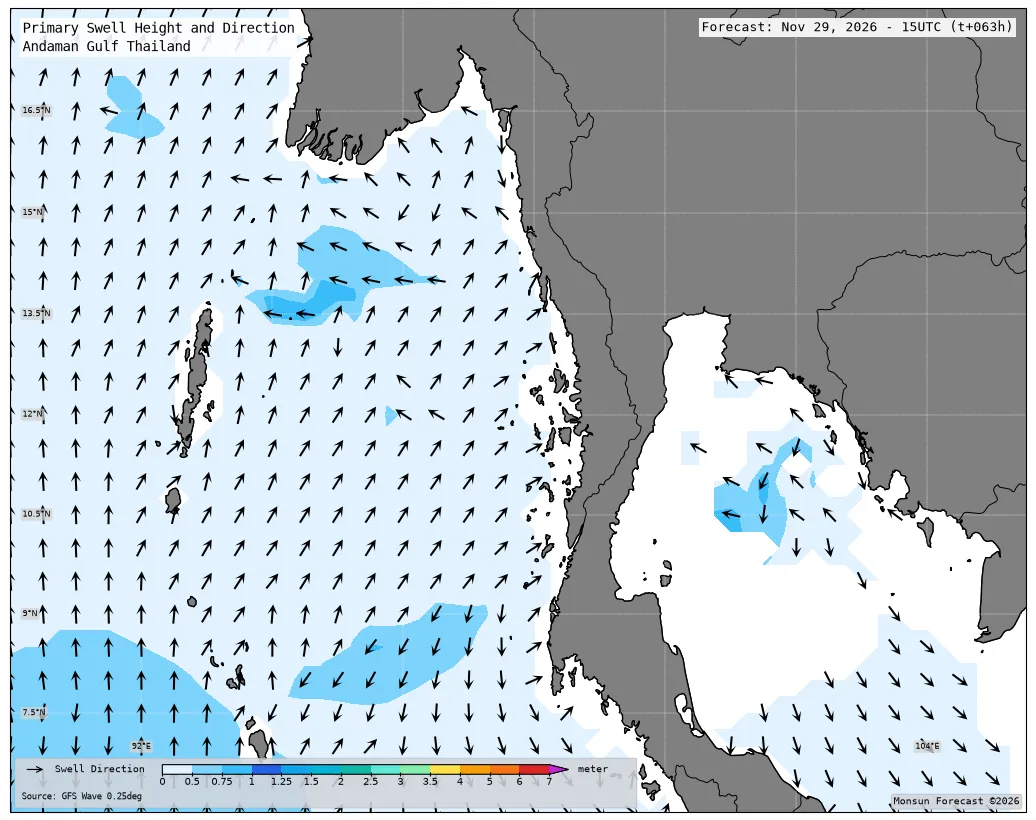 Primary Swell Height and Direction
Andaman Gulf Thailand
Forecast: Nov 29, 2026 - 15UTC (t+063h)
16.5°N
15°N
13.5°N
12°N
10.5°N
9°N
7.5°N
92°E
104°E
Swell Direction
0 0.5 0.75 1 1.25 1.5 2 2.5 3 3.5 4 5 6 7
meter
Source: GFS Wave 0.25deg
Monsun Forecast ©2026